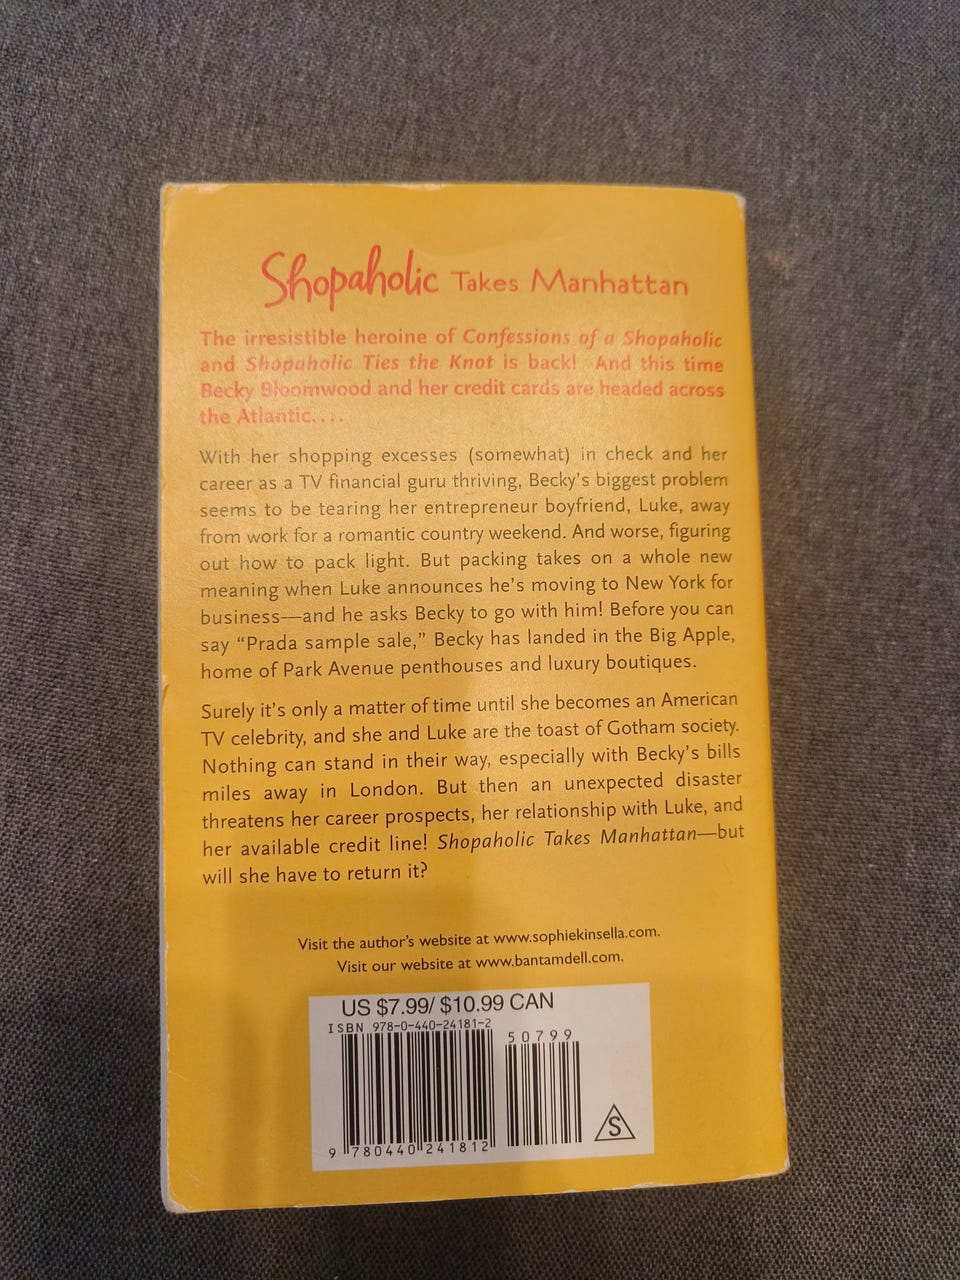 Shopaholic Takes Manhattan
The irresistible heroine of Confessions of a Shopaholic
and Shopaholic Ties the Knot is back! And this time
Becky Bloomwood and her credit cards are headed across
the Atlantic....
With her shopping excesses (somewhat) in check and her
career as a TV financial guru thriving, Becky's biggest problem
seems to be tearing her entrepreneur boyfriend, Luke, away
from work for a romantic country weekend. And worse, figuring
out how to pack light. But packing takes on a whole new
meaning when Luke announces he's moving to New York for
business—and he asks Becky to go with him! Before you can
say “Prada sample sale,” Becky has landed in the Big Apple,
home of Park Avenue penthouses and luxury boutiques.
Surely it's only a matter of time until she becomes an American
TV celebrity, and she and Luke are the toast of Gotham society.
Nothing can stand in their way, especially with Becky's bills
miles away in London. But then an unexpected disaster
threatens her career prospects, her relationship with Luke, and
her available credit line! Shopaholic Takes Manhattan—but
will she have to return it?
Visit the author's website at www.sophiekinsella.com.
Visit our website at www.bantamdell.com.
US $7.99/ $10.99 CAN
ISBN 978-0-440-24181-2
50799
9 780440 241812
S